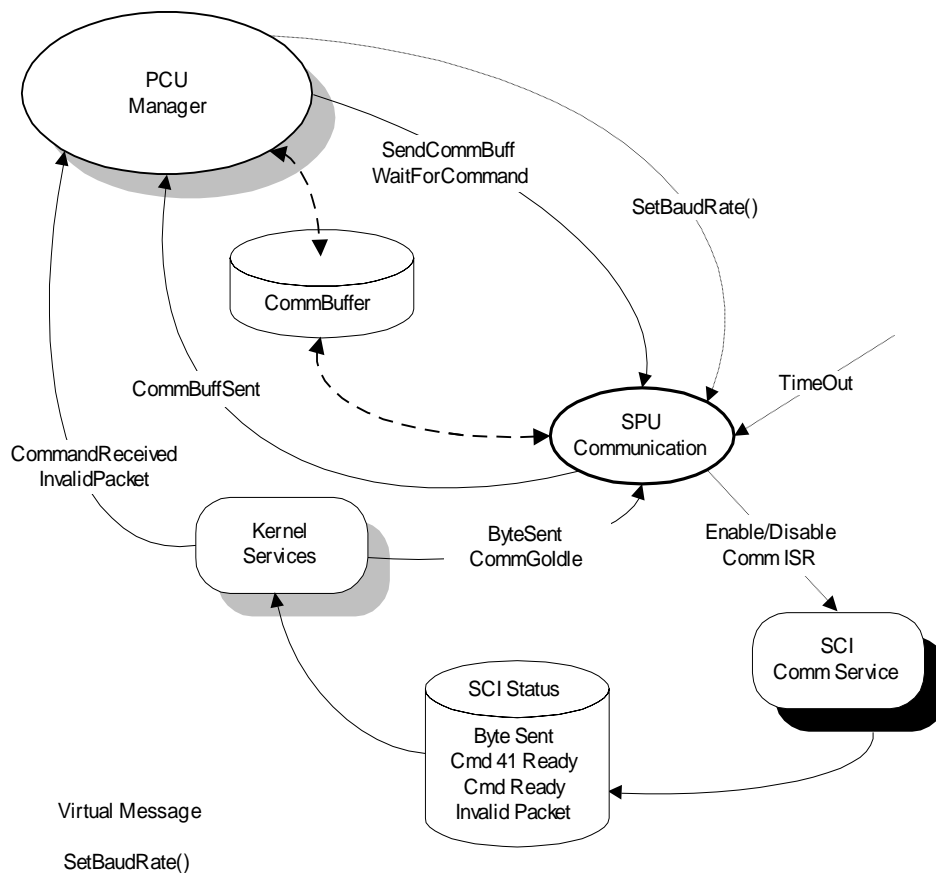 PCU
Manager
SendCommBuff
WaitForCommand
SetBaudRate()
CommBuffer
TimeOut
CommBuffSent
SPU
Communication
CommandReceived
InvalidPacket
Kernel
Services
ByteSent
CommGoIdle
Enable/Disable
Comm ISR
SCI
Comm Service
SCI Status
Byte Sent
Cmd 41 Ready
Cmd Ready
Invalid Packet
Virtual Message
SetBaudRate()